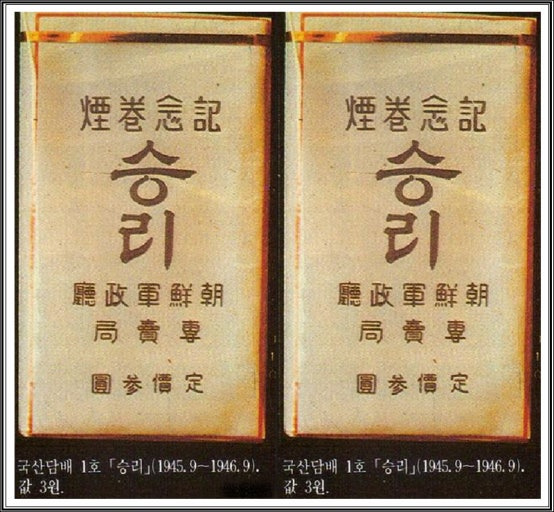 記念卷煙
승
리
朝鮮軍政廳
專賣局
定價參圓
국산담배 1호 「승리」(1945.9~1946.9).
값 3원.
記念卷煙
승
리
朝鮮軍政廳
專賣局
定價參圓
국산담배 1호 「승리」(1945.9~1946.9).
값 3원.